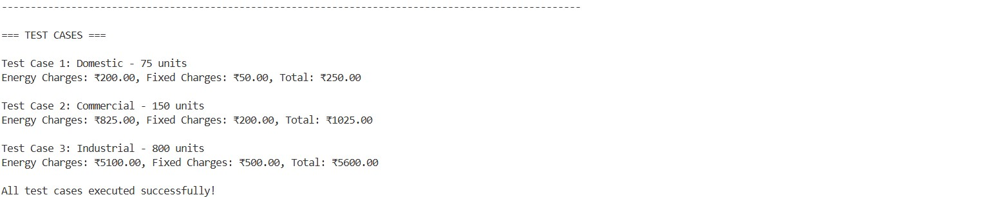 ----------------------------------------------------------------------------------------------------
=== TEST CASES ===
Test Case 1: Domestic - 75 units
Energy Charges: ₹200.00, Fixed Charges: ₹50.00, Total: ₹250.00
Test Case 2: Commercial - 150 units
Energy Charges: ₹825.00, Fixed Charges: ₹200.00, Total: ₹1025.00
Test Case 3: Industrial - 800 units
Energy Charges: ₹5100.00, Fixed Charges: ₹500.00, Total: ₹5600.00
All test cases executed successfully!